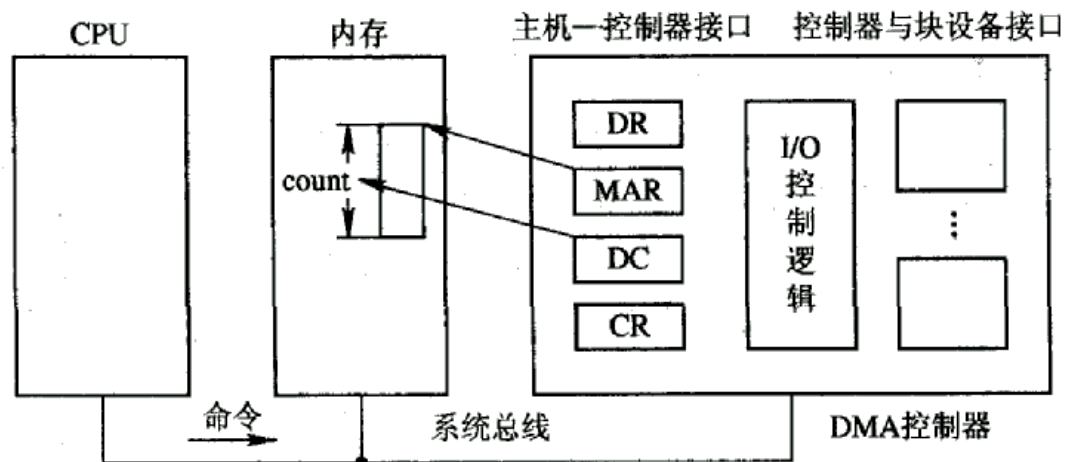 CPU
内存
主机—控制器接口
控制器与块设备接口
count
DR
MAR
DC
CR
I/O
控
制
逻
辑
...
命令
系统总线
DMA控制器